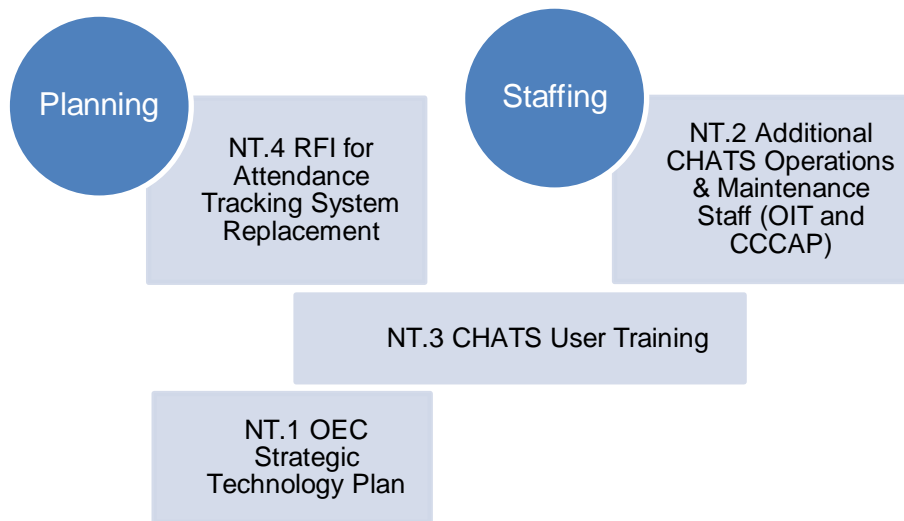 Planning
NT.4 RFI for
Attendance
Tracking System
Replacement
Staffing
NT.2 Additional
CHATS Operations
& Maintenance
Staff (OIT and
CCCAP)
NT.3 CHATS User Training
NT.1 OEC
Strategic
Technology Plan